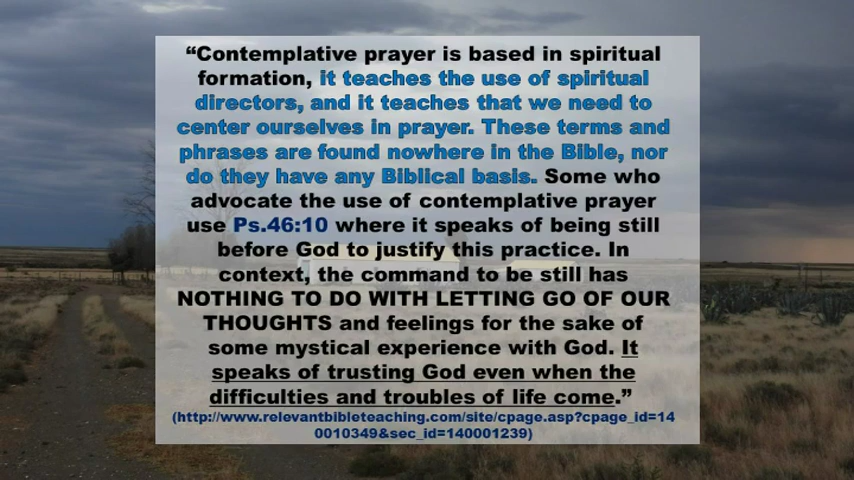 “Contemplative prayer is based in spiritual
formation, it teaches the use of spiritual
directors, and it teaches that we need to
center ourselves in prayer. These terms and
phrases are found nowhere in the Bible, nor
do they have any Biblical basis. Some who
advocate the use of contemplative prayer
use Ps.46:10 where it speaks of being still
before God to justify this practice. In
context, the command to be still has
NOTHING TO DO WITH LETTING GO OF OUR
THOUGHTS and feelings for the sake of
some mystical experience with God. It
speaks of trusting God even when the
difficulties and troubles of life come.”
(http://www.relevantbibleteaching.com/site/cpage.asp?cpage_id=14
0010349&sec_id=140001239)